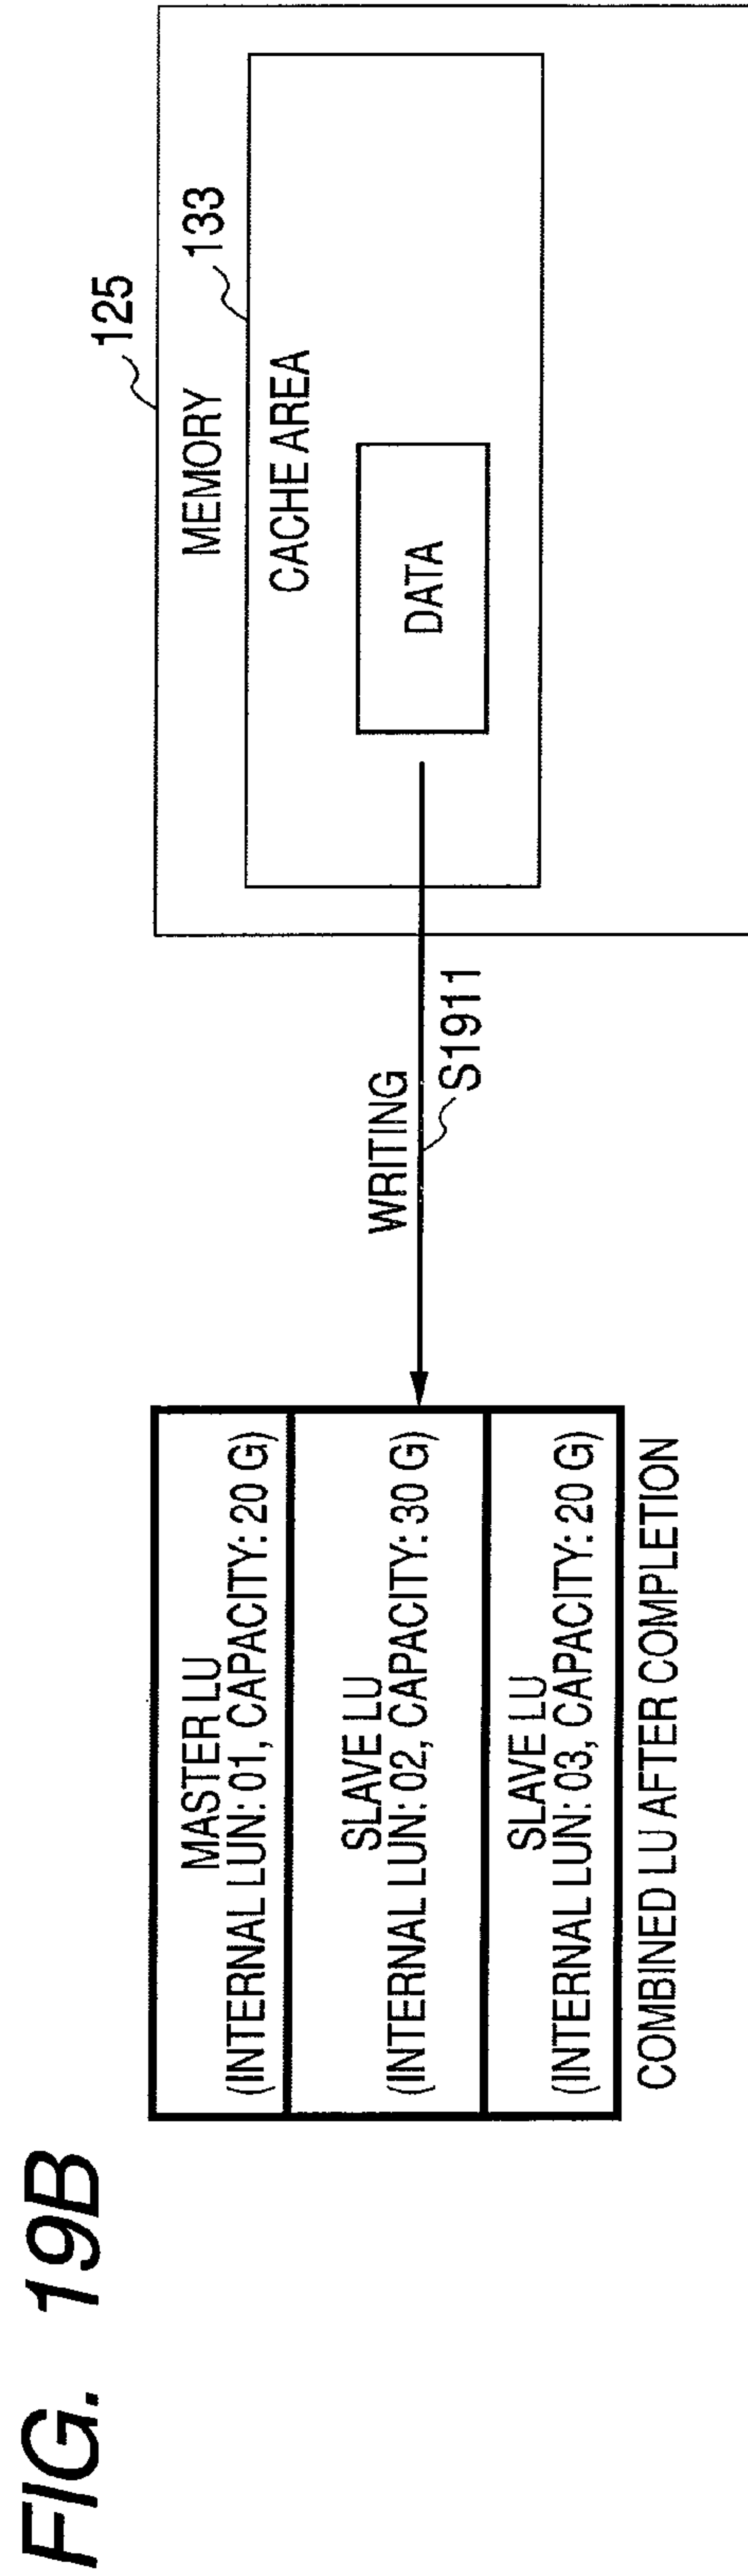 FIG. 19B
MASTER LU
(INTERNAL LUN: 01, CAPACITY: 20 G)
SLAVE LU
(INTERNAL LUN: 02, CAPACITY: 30 G)
SLAVE LU
(INTERNAL LUN: 03, CAPACITY: 20 G)
COMBINED LU AFTER COMPLETION
WRITING
S1911
125
MEMORY
133
CACHE AREA
DATA